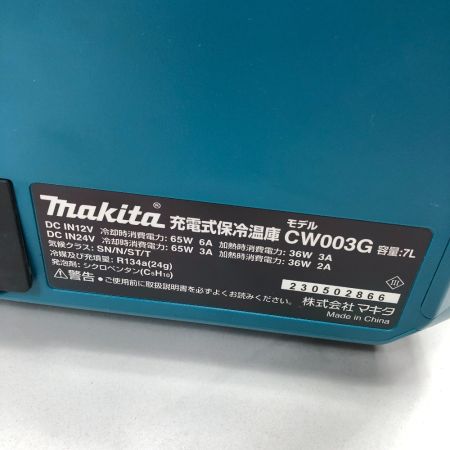 makita® 充電式保冷温庫 モデル CW003G 容量:7L
DC IN12V 冷却時消費電力: 65W 6A 加熱時消費電力: 36W 3A
DC IN24V 冷却時消費電力: 65W 3A 加熱時消費電力: 36W 2A
気候クラス: SN/N/ST/T
冷媒及び充填量: R134a(24g)
発泡剤: シクロペンタン(C₅H₁₀)
⚠警告 ●ご使用前に取扱説明書を必ずよくお読みください。
230502866
株式会社 マキタ
Made in China